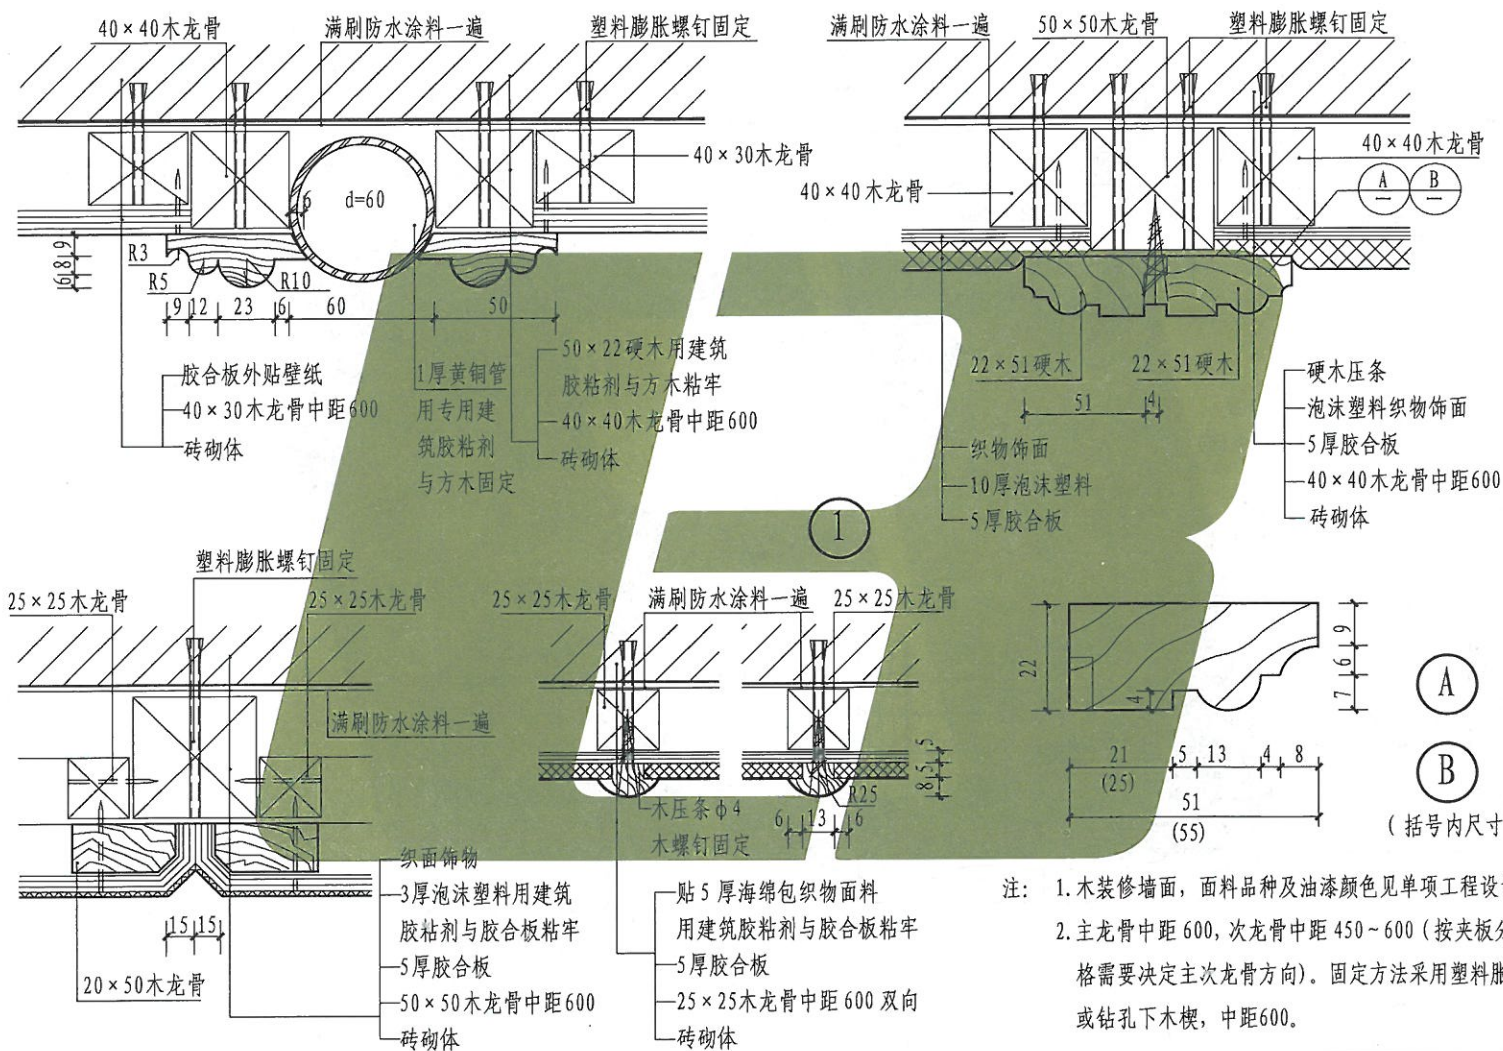 40×40木龙骨
满刷防水涂料一遍
塑料膨胀螺钉固定
40×30木龙骨
6
d=60
R3
R5
R10
9
8
6
9
12
23
6
60
50
胶合板外贴壁纸
40×30木龙骨中距600
砖砌体
1厚黄铜管
用专用建
筑胶粘剂
与方木固定
50×22硬木用建筑
胶粘剂与方木粘牢
40×40木龙骨中距600
砖砌体
满刷防水涂料一遍
50×50木龙骨
塑料膨胀螺钉固定
40×40木龙骨
40×40木龙骨
A
B
22×51硬木
22×51硬木
51
4
织物饰面
10厚泡沫塑料
5厚胶合板
硬木压条
泡沫塑料织物饰面
5厚胶合板
40×40木龙骨中距600
砖砌体
1
塑料膨胀螺钉固定
25×25木龙骨
25×25木龙骨
满刷防水涂料一遍
15
15
20×50木龙骨
织面饰物
3厚泡沫塑料用建筑
胶粘剂与胶合板粘牢
5厚胶合板
50×50木龙骨中距600
砖砌体
25×25木龙骨
满刷防水涂料一遍
25×25木龙骨
5
5
8
R25
木压条φ4
木螺钉固定
6
13
6
贴5厚海绵包织物面料
用建筑胶粘剂与胶合板粘牢
5厚胶合板
25×25木龙骨中距600双向
砖砌体
22
4
9
6
7
21
(25)
5
13
4
8
51
(55)
A
B
(括号内尺寸
注: 1.木装修墙面,面料品种及油漆颜色见单项工程设
2.主龙骨中距600,次龙骨中距450~600(按夹板分
格需要决定主次龙骨方向)。固定方法采用塑料胀
或钻孔下木楔,中距600。